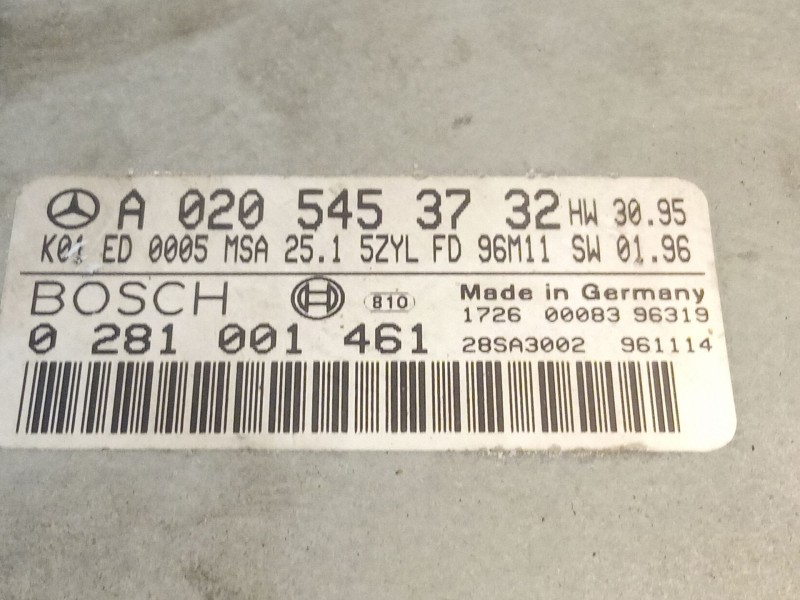 A 020 545 37 32 HW 30.95
K01 ED 0005 MSA 25.1 5ZYL FD 96M11 SW 01.96
BOSCH 810 Made in Germany
1726 00083 96319
0 281 001 461 28SA3002 961114